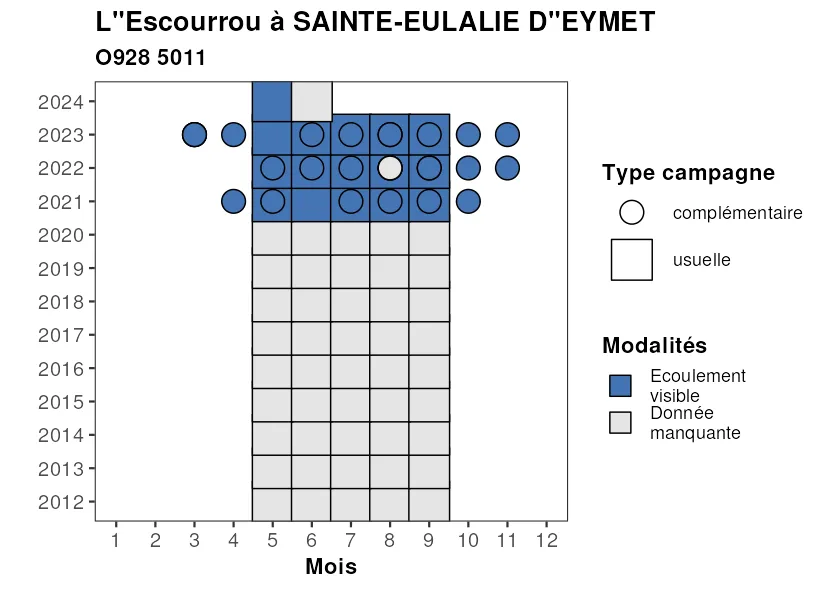 L"Escourrou à SAINTE-EULALIE D"EYMET
O928 5011
2024
2023
2022
2021
2020
2019
2018
2017
2016
2015
2014
2013
2012
1 2 3 4 5 6 7 8 9 10 11 12
Mois
Type campagne
complémentaire
usuelle
Modalités
Ecoulement
visible
Donnée
manquante